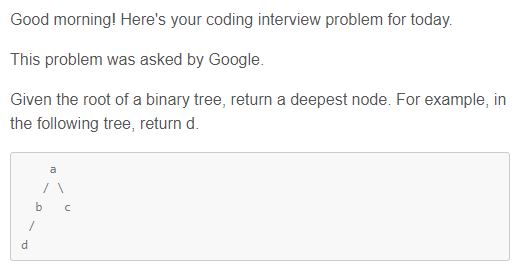 Good morning! Here's your coding interview problem for today.
This problem was asked by Google.
Given the root of a binary tree, return a deepest node. For example, in
the following tree, return d.
    a
   / \
  b   c
 /
d